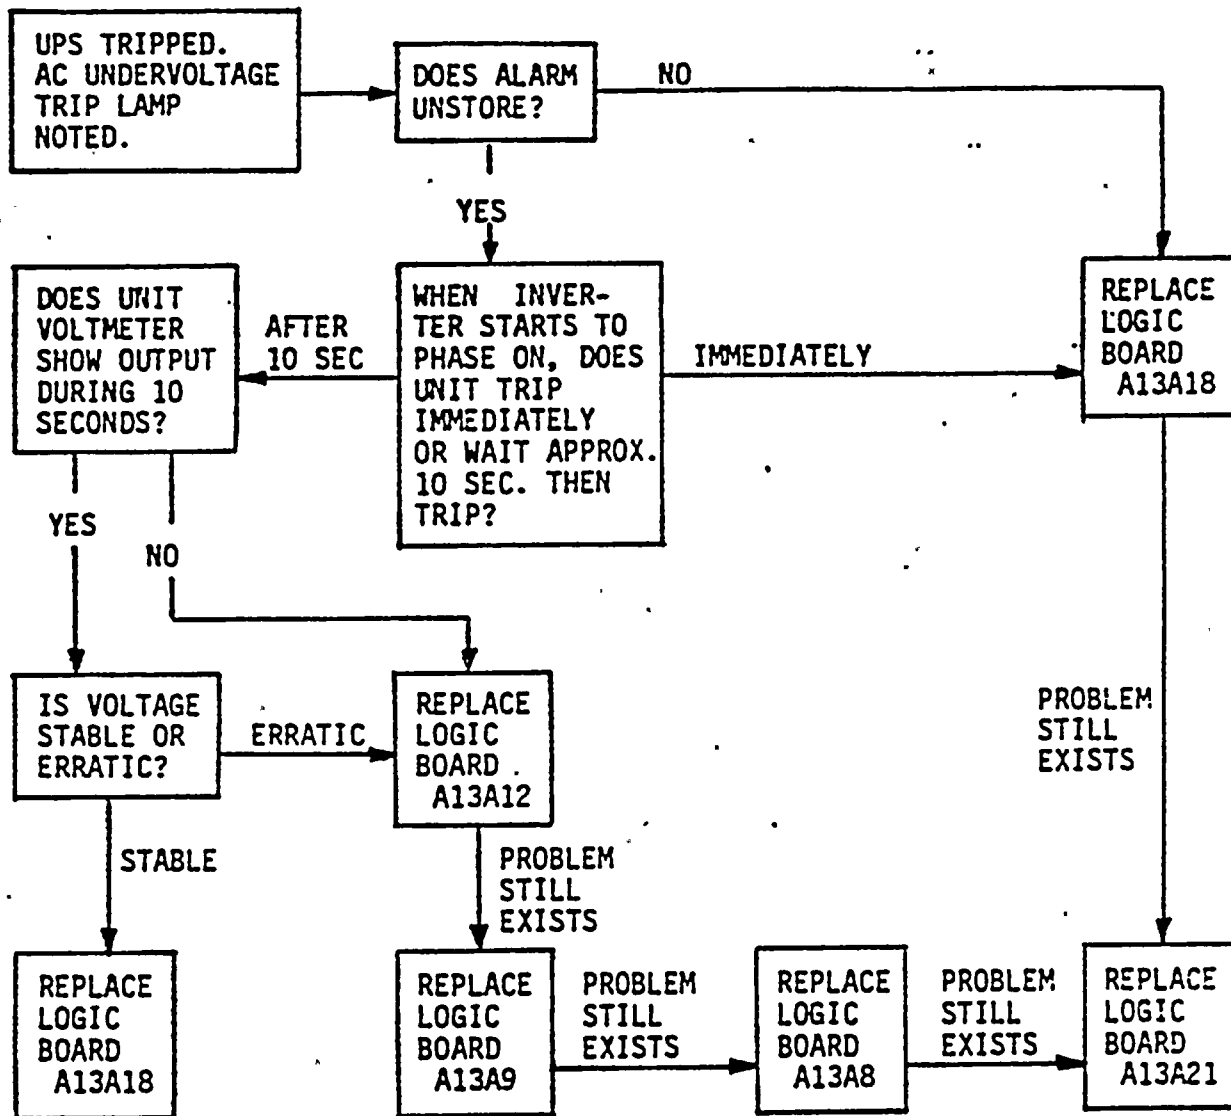 UPS TRIPPED.
AC UNDERVOLTAGE
TRIP LAMP
NOTED.
DOES ALARM
UNSTORE?
NO
YES
WHEN INVER-
TER STARTS TO
PHASE ON, DOES
UNIT TRIP
IMMEDIATELY
OR WAIT APPROX.
10 SEC. THEN
TRIP?
IMMEDIATELY
REPLACE
LOGIC
BOARD
A13A18
AFTER
10 SEC
DOES UNIT
VOLTMETER
SHOW OUTPUT
DURING 10
SECONDS?
YES
NO
IS VOLTAGE
STABLE OR
ERRATIC?
ERRATIC
REPLACE
LOGIC
BOARD
A13A12
PROBLEM
STILL
EXISTS
STABLE
PROBLEM
STILL
EXISTS
REPLACE
LOGIC
BOARD
A13A18
REPLACE
LOGIC
BOARD
A13A9
PROBLEM
STILL
EXISTS
REPLACE
LOGIC
BOARD
A13A8
PROBLEM
STILL
EXISTS
REPLACE
LOGIC
BOARD
A13A21